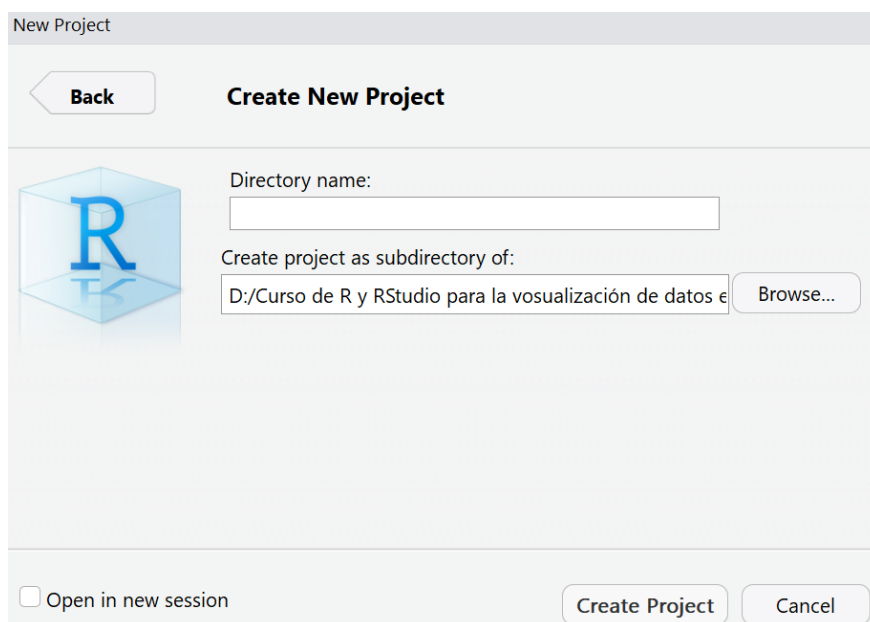 New Project
Back
Create New Project
R
Directory name:
Create project as subdirectory of:
D:/Curso de R y RStudio para la vosualización de datos e
Browse...
Open in new session
Create Project
Cancel